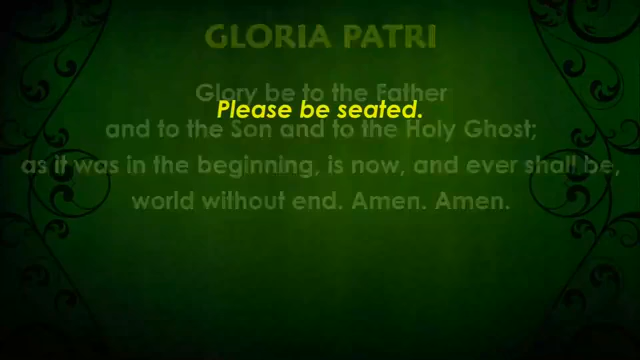 GLORIA PATRI
Glory be to the Father
Please be seated.
and to the Son and to the Holy Ghost;
as it was in the beginning, is now, and ever shall be,
world without end. Amen. Amen.